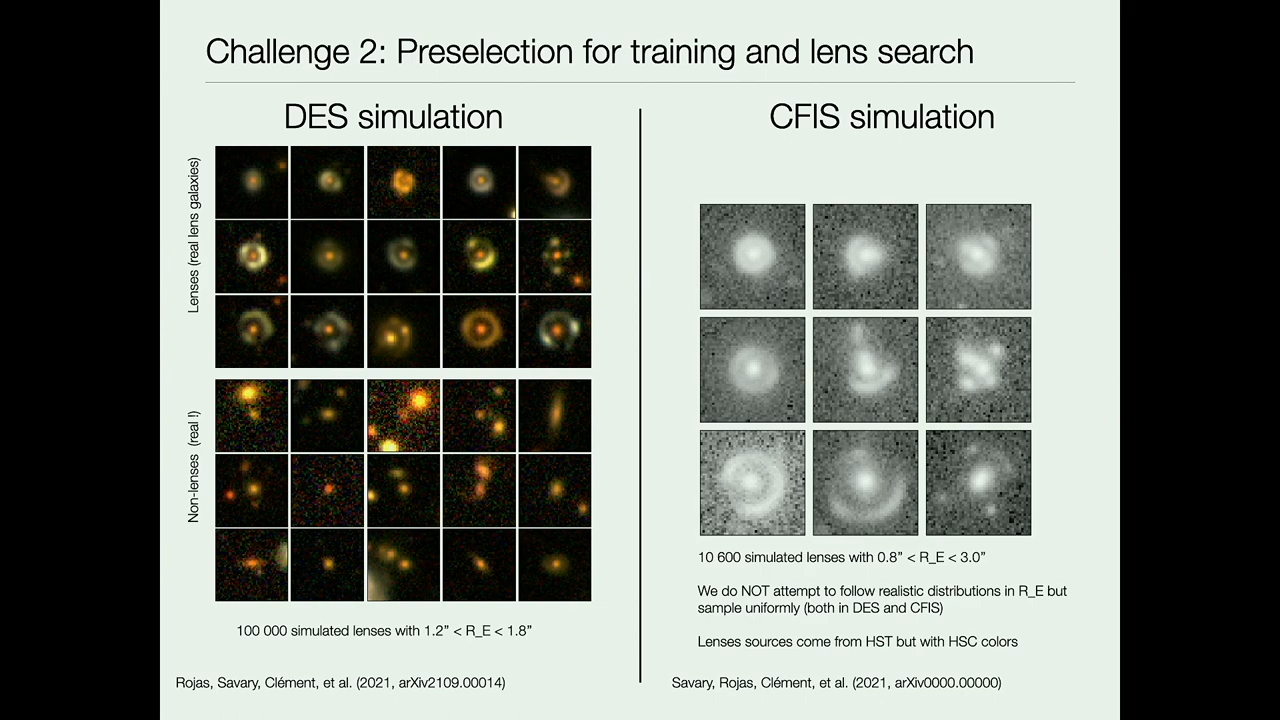 Challenge 2: Preselection for training and lens search
DES simulation
Lenses (real lens galaxies)
Non-lenses (real !)
100 000 simulated lenses with 1.2” < R_E < 1.8”
Rojas, Savary, Clément, et al. (2021, arXiv2109.00014)
CFIS simulation
10 600 simulated lenses with 0.8” < R_E < 3.0”
We do NOT attempt to follow realistic distributions in R_E but
sample uniformly (both in DES and CFIS)
Lenses sources come from HST but with HSC colors
Savary, Rojas, Clément, et al. (2021, arXiv0000.00000)